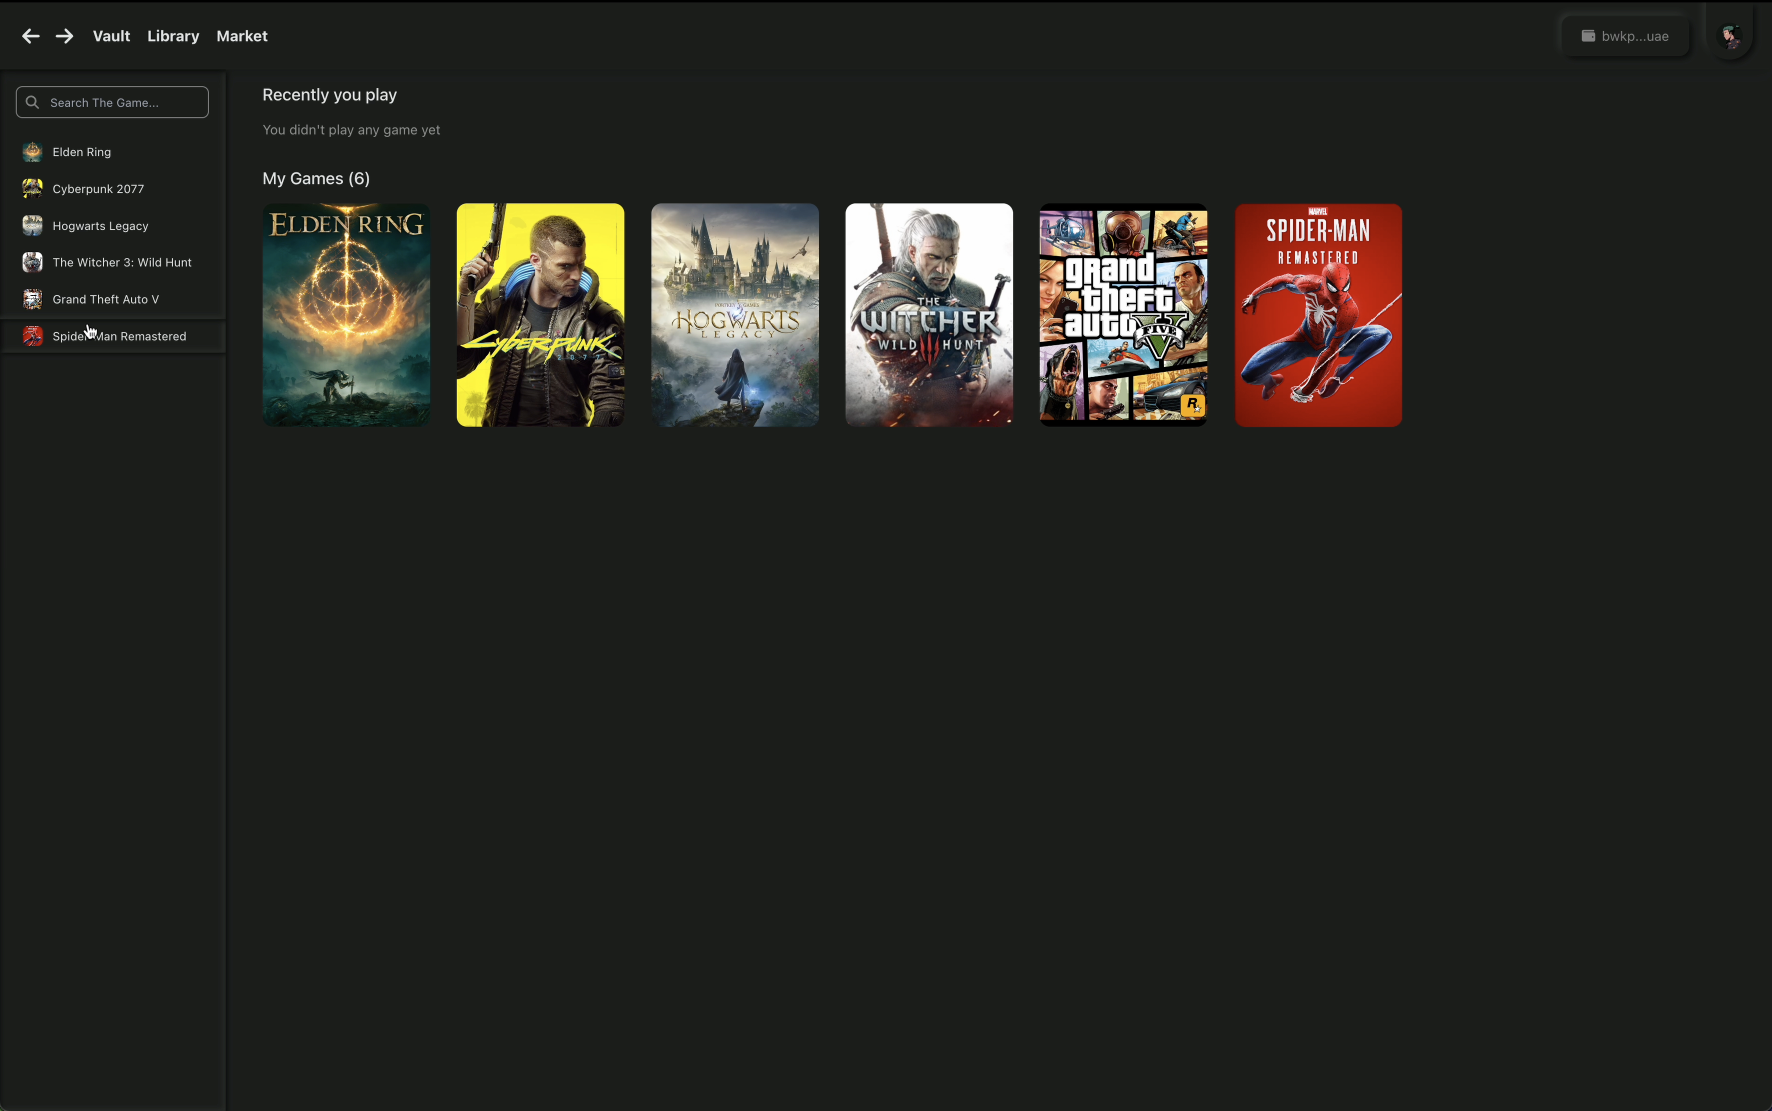 Vault Library Market
bwkp...uae
Search The Game...
Elden Ring
Cyberpunk 2077
Hogwarts Legacy
The Witcher 3: Wild Hunt
Grand Theft Auto V
Spider-Man Remastered
Recently you play
You didn't play any game yet
My Games (6)
ELDEN RING
CYBERPUNK
2077
PORTKEY GAMES
HOGWARTS
LEGACY
THE
WITCHER
WILD HUNT
grand
theft
auto
FIVE
R
MARVEL
SPIDER-MAN
REMASTERED